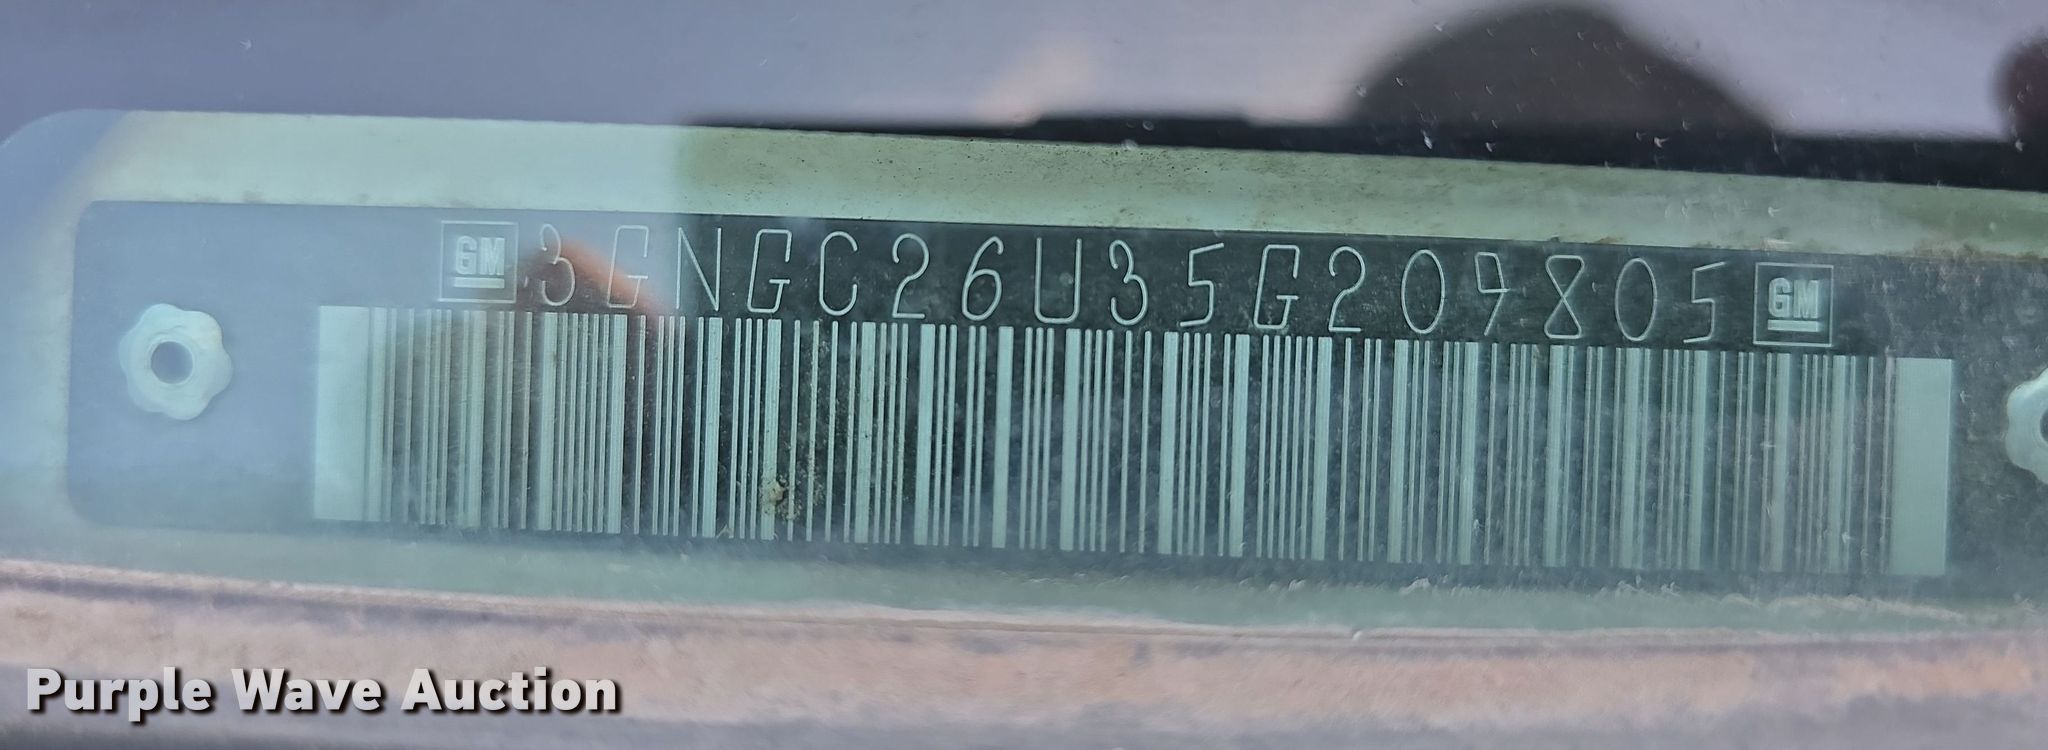 GM 3GNGC26U35G209805 GM
Purple Wave Auction